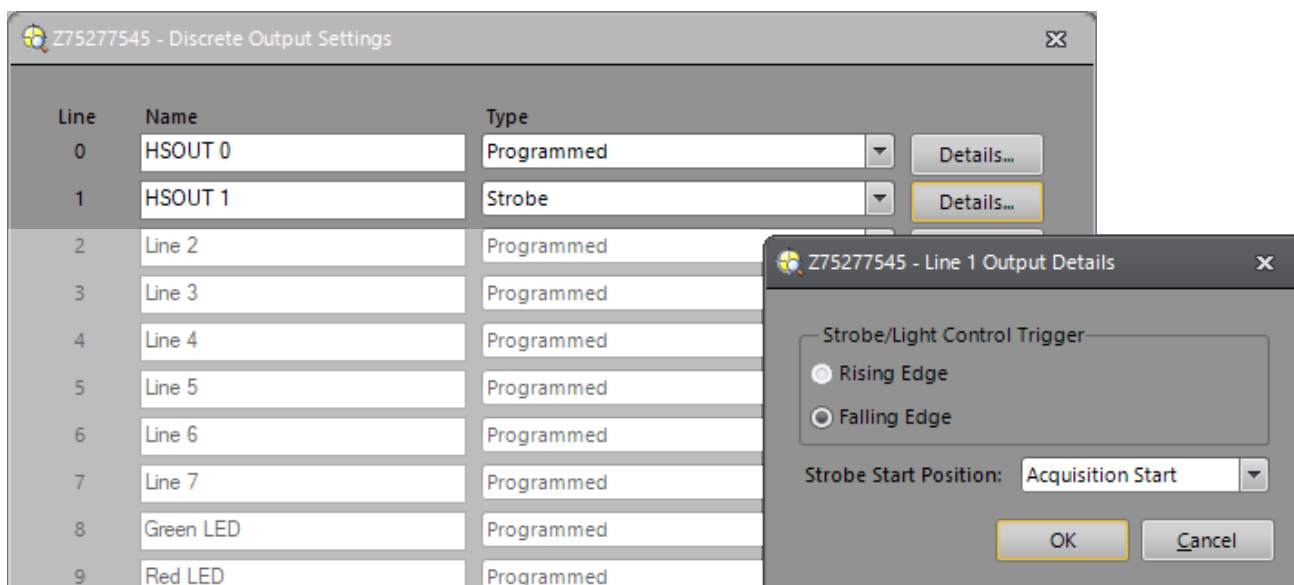 Z75277545 - Discrete Output Settings
Line Name Type
0 HSOUT 0 Programmed Details...
1 HSOUT 1 Strobe Details...
2 Line 2 Programmed
3 Line 3 Programmed
4 Line 4 Programmed
5 Line 5 Programmed
6 Line 6 Programmed
7 Line 7 Programmed
8 Green LED Programmed
9 Red LED Programmed
Z75277545 - Line 1 Output Details
Strobe/Light Control Trigger
Rising Edge
Falling Edge
Strobe Start Position: Acquisition Start
OK Cancel